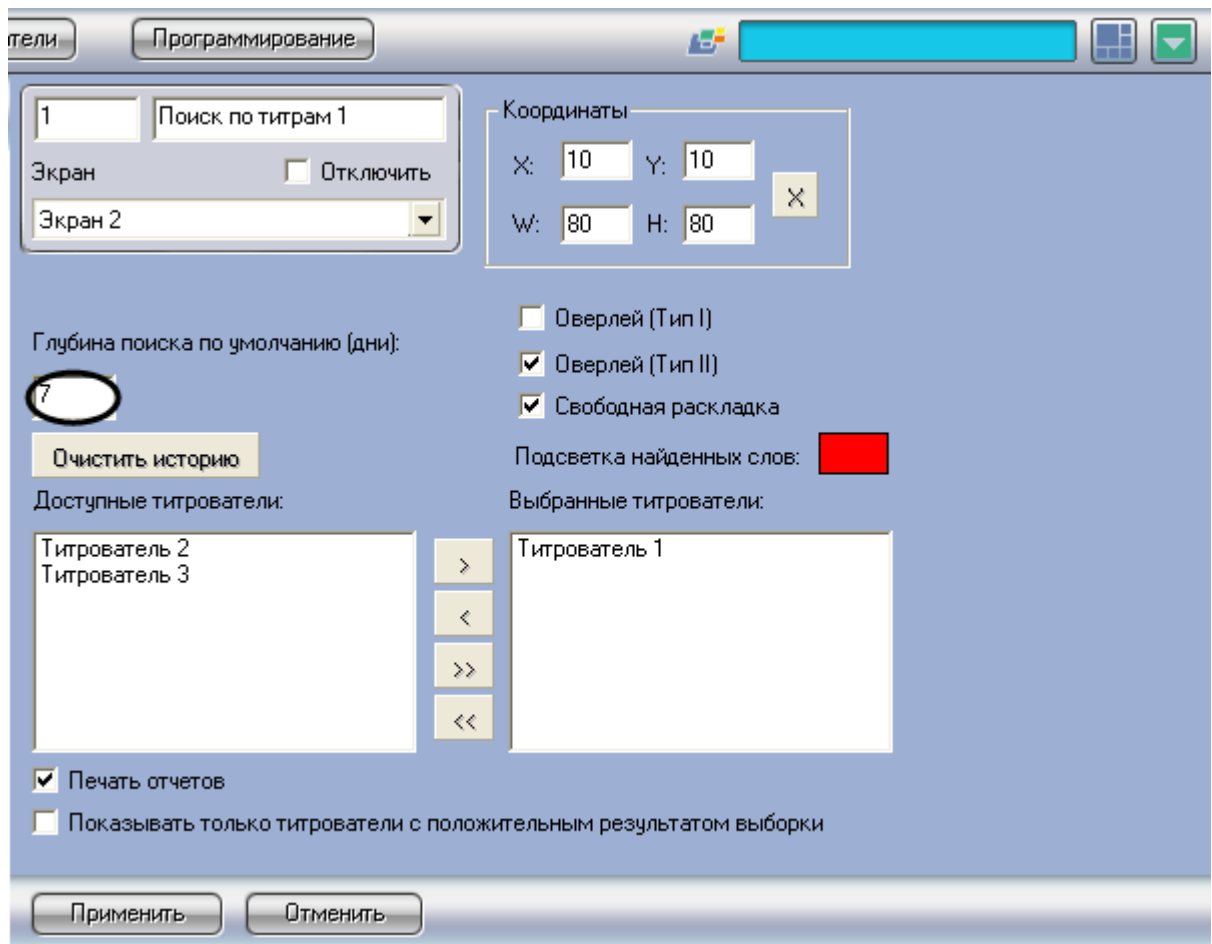 тели Программирование
1 Поиск по титрам 1
Экран Отключить
Экран 2
Координаты
X: 10 Y: 10
W: 80 H: 80
X
Глубина поиска по умолчанию (дни):
7
Очистить историю
Оверлей (Тип I)
Оверлей (Тип II)
Свободная раскладка
Подсветка найденных слов:
Доступные титрователи:
Титрователь 2
Титрователь 3
>
<
>>
<<
Выбранные титрователи:
Титрователь 1
Печать отчетов
Показывать только титрователи с положительным результатом выборки
Применить Отменить